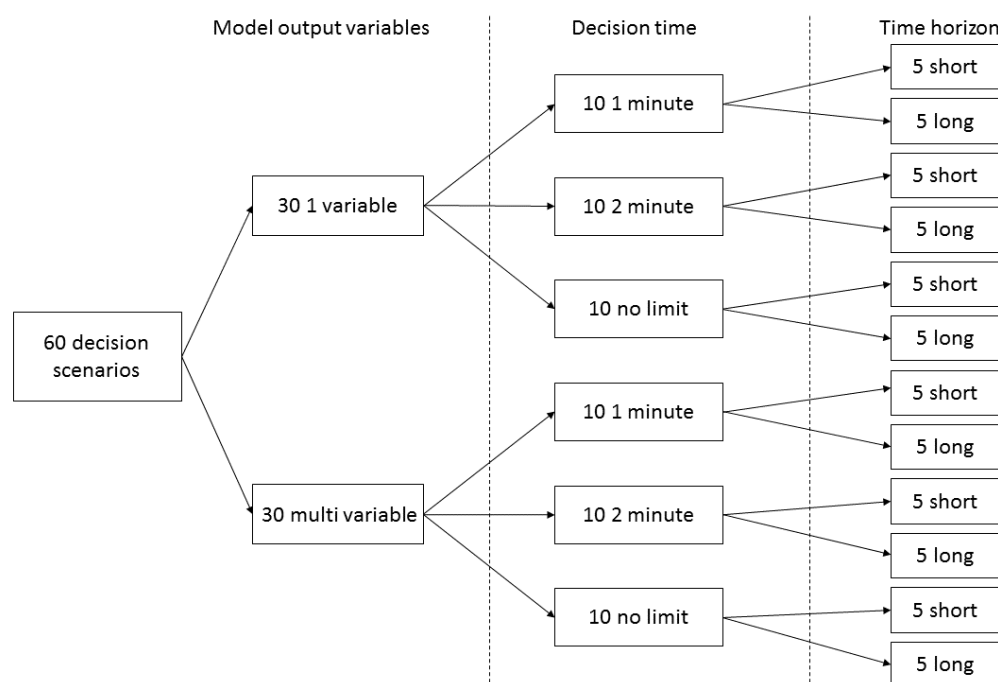 Model output variables
Decision time
Time horizon
60 decision
scenarios
30 1 variable
30 multi variable
10 1 minute
10 2 minute
10 no limit
10 1 minute
10 2 minute
10 no limit
5 short
5 long
5 short
5 long
5 short
5 long
5 short
5 long
5 short
5 long
5 short
5 long